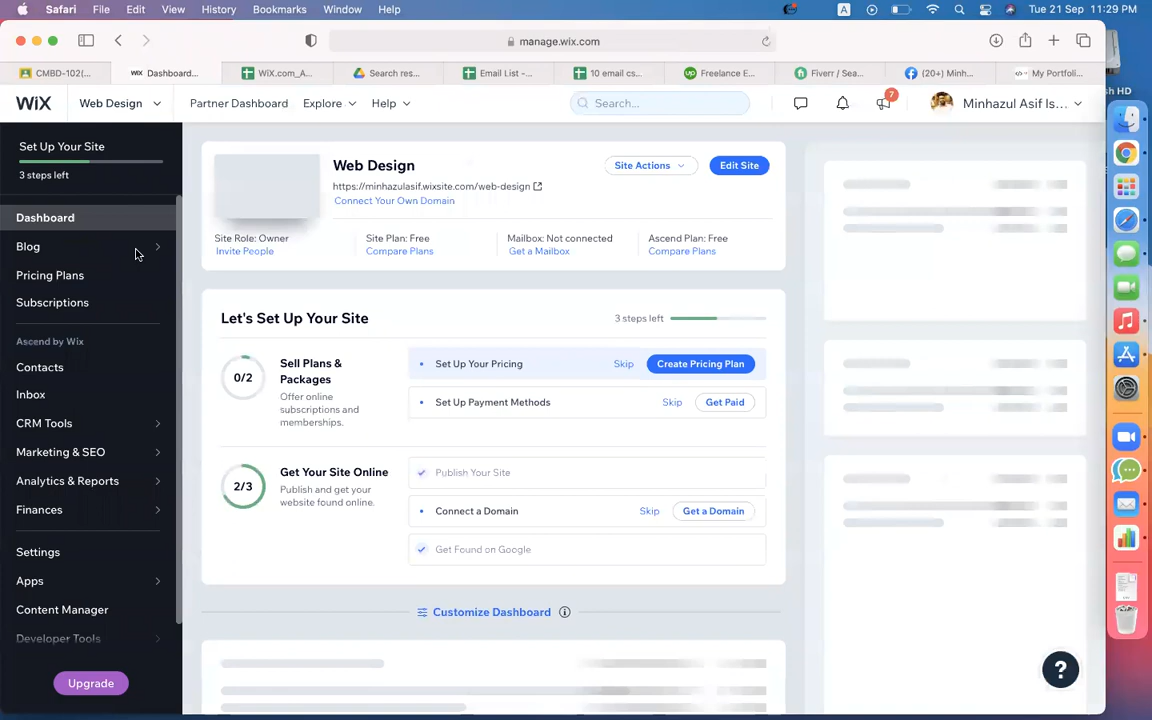 Safari File Edit View History Bookmarks Window Help A Tue 21 Sep 11:29 PM
manage.wix.com
CMBD-102(... WiX Dashboard... WiX.com_A... Search res... Email List -... 10 email cs... up Freelance E... Fiverr / Sea... (20+) Minh... My Portfol...
WiX Web Design Partner Dashboard Explore Help Search... 7 Minhazul Asif Is...
sh HD
Set Up Your Site
3 steps left
Dashboard
Blog
Pricing Plans
Subscriptions
Ascend by Wix
Contacts
Inbox
CRM Tools
Marketing & SEO
Analytics & Reports
Finances
Settings
Apps
Content Manager
Developer Tools
Upgrade
Web Design
Site Actions
Edit Site
https://minhazulasif.wixsite.com/web-design
Connect Your Own Domain
Site Role: Owner
Invite People
Site Plan: Free
Compare Plans
Mailbox: Not connected
Get a Mailbox
Ascend Plan: Free
Compare Plans
Let's Set Up Your Site
3 steps left
0/2
Sell Plans &
Packages
Offer online
subscriptions and
memberships.
Set Up Your Pricing Skip Create Pricing Plan
Set Up Payment Methods Skip Get Paid
2/3
Get Your Site Online
Publish and get your
website found online.
Publish Your Site
Connect a Domain Skip Get a Domain
Get Found on Google
Customize Dashboard
?